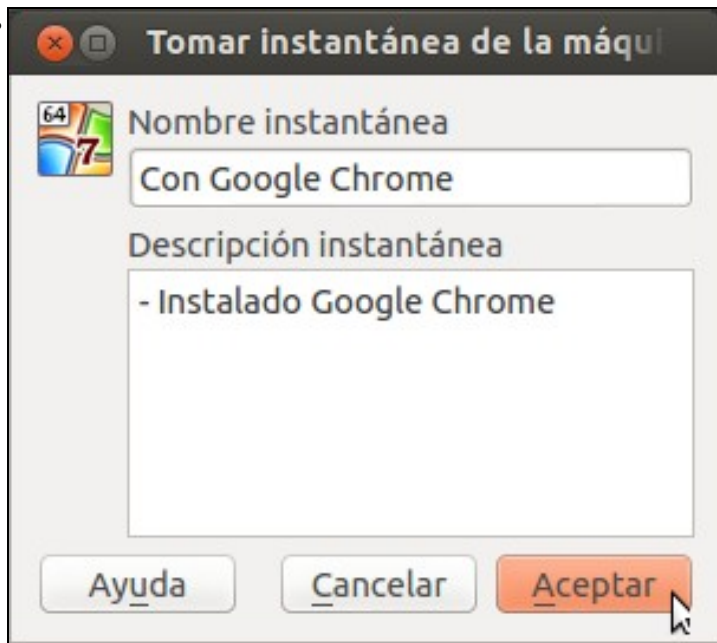 Tomar instantánea de la máqui
64
7
Nombre instantánea
Con Google Chrome
Descripción instantánea
- Instalado Google Chrome
Ayuda
Cancelar
Aceptar